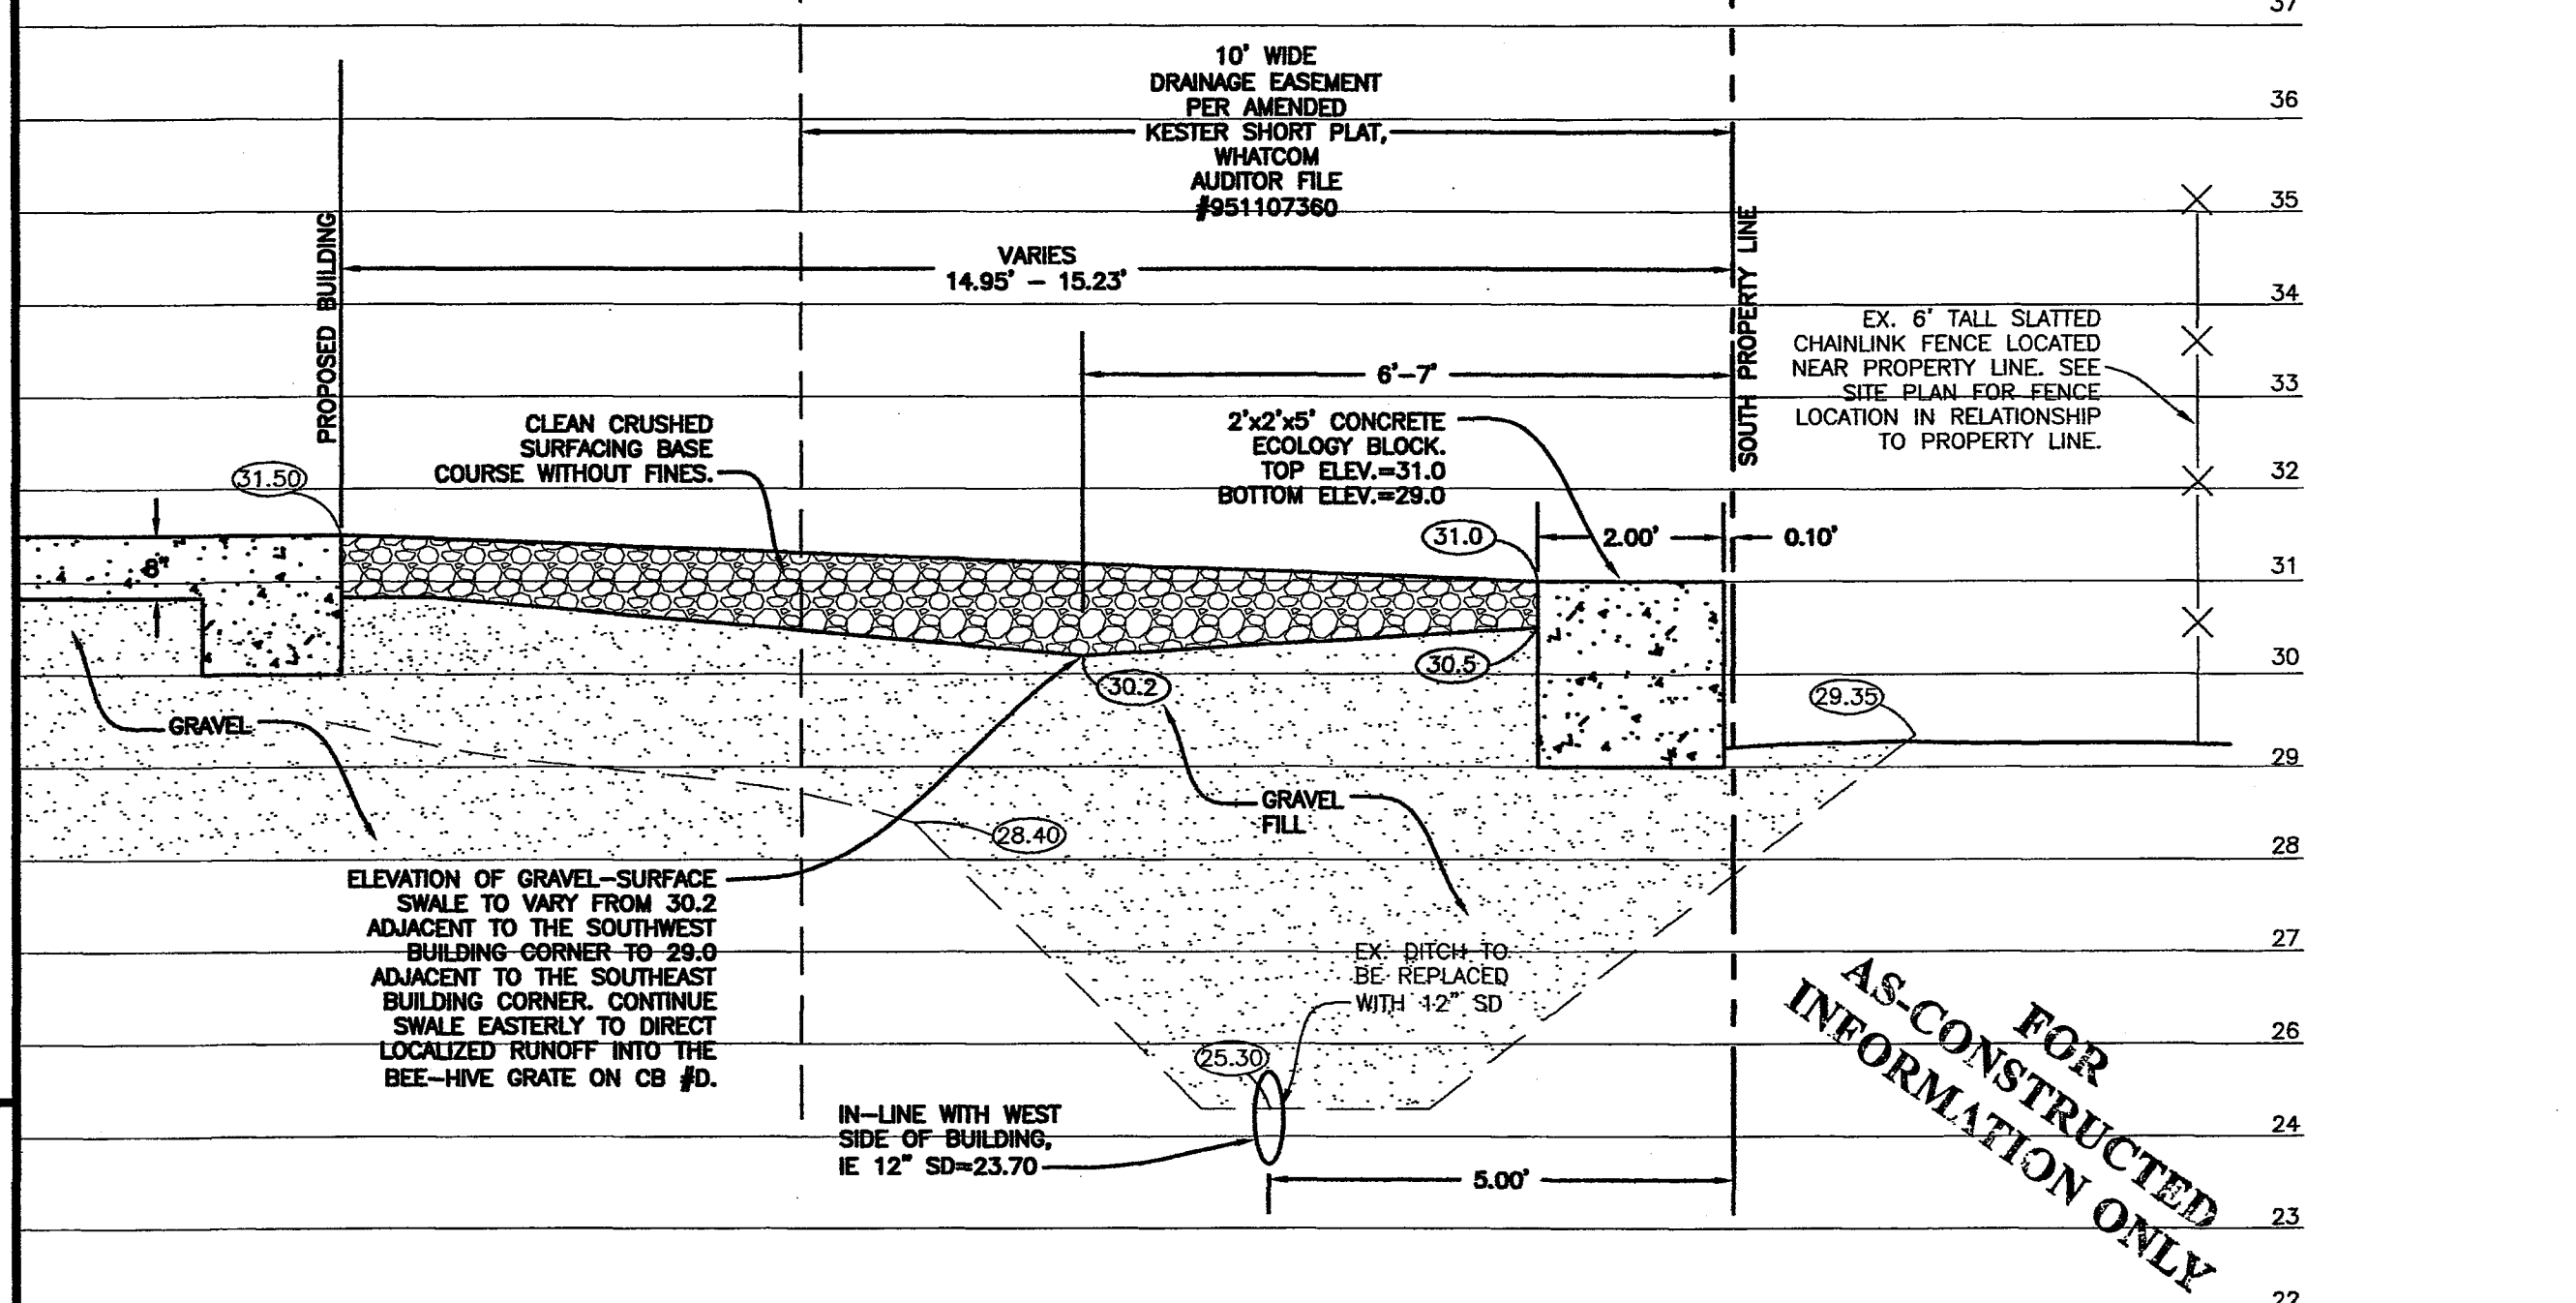 37
10' WIDE
DRAINAGE EASEMENT
PER AMENDED
KESTER SHORT PLAT,
WHATCOM
AUDITOR FILE
#951107360
36
35
PROPOSED BUILDING
VARIES
14.95' – 15.23'
SOUTH PROPERTY LINE
34
EX. 6' TALL SLATTED
CHAINLINK FENCE LOCATED
NEAR PROPERTY LINE. SEE
SITE PLAN FOR FENCE
LOCATION IN RELATIONSHIP
TO PROPERTY LINE.
6'–7'
33
CLEAN CRUSHED
SURFACING BASE
COURSE WITHOUT FINES.
2'x2'x5' CONCRETE
ECOLOGY BLOCK.
TOP ELEV.=31.0
BOTTOM ELEV.=29.0
32
31.50
31.0
2.00'
0.10'
8"
31
30.5
30
30.2
29.35
GRAVEL
29
GRAVEL
FILL
28.40
28
ELEVATION OF GRAVEL–SURFACE
SWALE TO VARY FROM 30.2
ADJACENT TO THE SOUTHWEST
BUILDING CORNER TO 29.0
ADJACENT TO THE SOUTHEAST
BUILDING CORNER. CONTINUE
SWALE EASTERLY TO DIRECT
LOCALIZED RUNOFF INTO THE
BEE–HIVE GRATE ON CB #D.
EX. DITCH TO
BE REPLACED
WITH 12" SD
27
26
25.30
IN–LINE WITH WEST
SIDE OF BUILDING,
IE 12" SD=23.70
24
5.00'
23
FOR
AS-CONSTRUCTED
INFORMATION ONLY
22